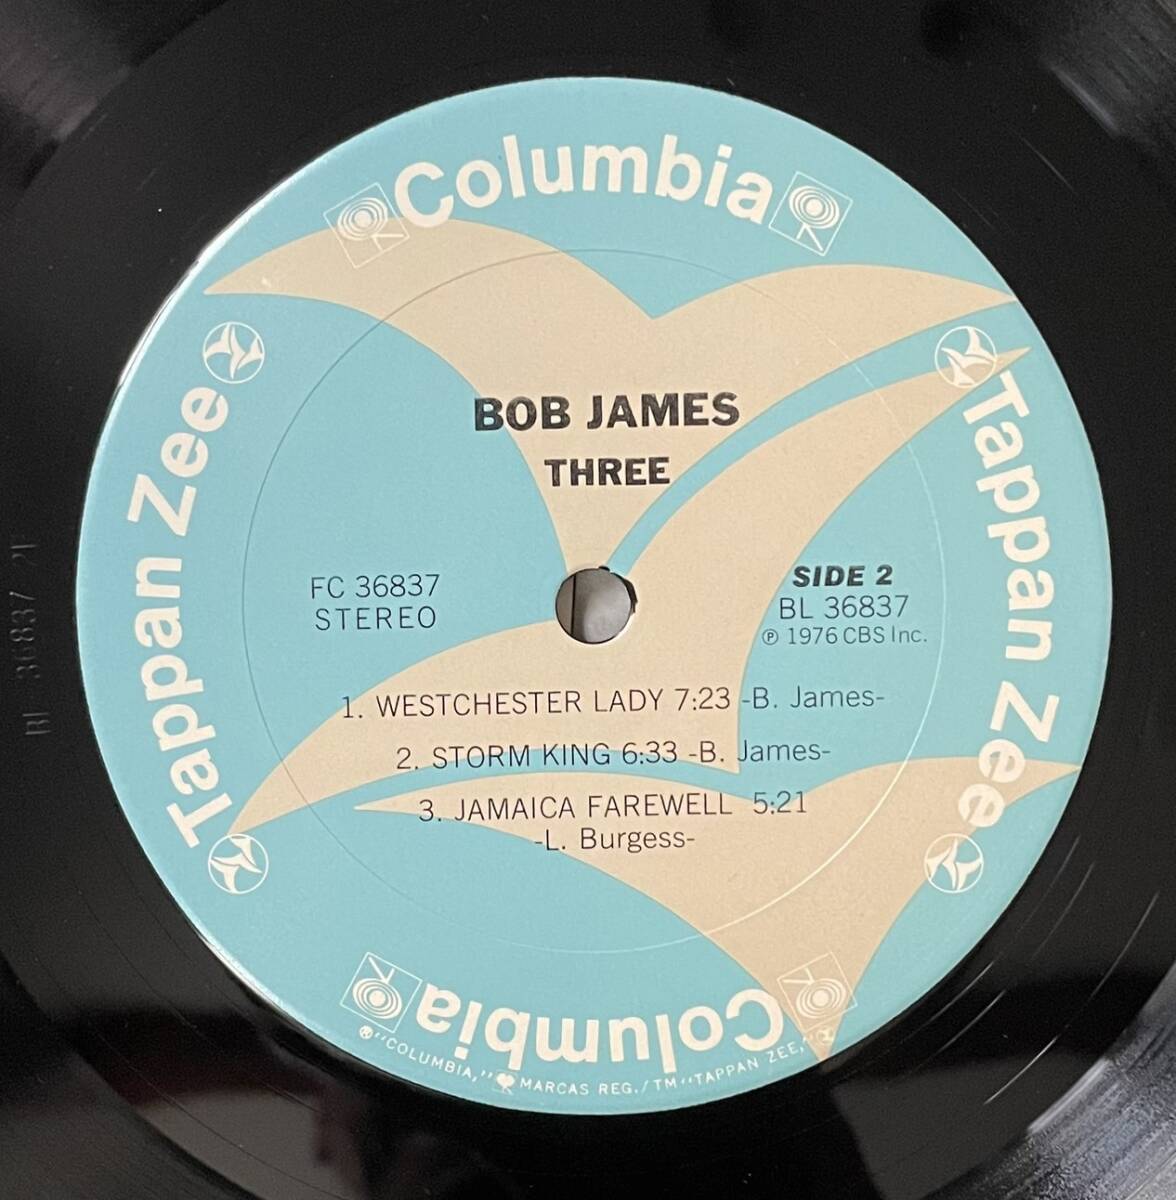 Columbia
BOB JAMES
THREE
Tappan Zee
Tappan Zee
FC 36837
STEREO
SIDE 2
BL 36837
℗ 1976 CBS Inc.
1. WESTCHESTER LADY 7:23 -B. James-
2. STORM KING 6:33 -B. James-
3. JAMAICA FAREWELL 5:21
-L. Burgess-
Columbia
®"COLUMBIA," MARCAS REG./TM "TAPPAN ZEE,"
BL 36837